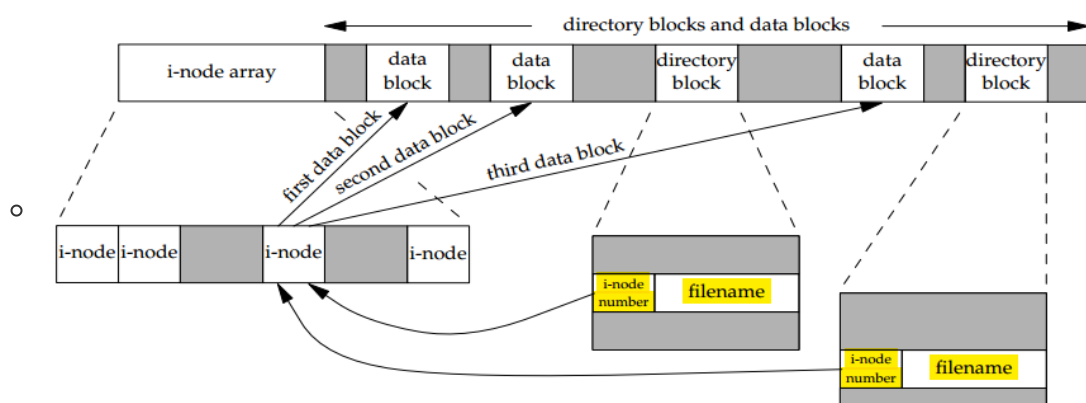 directory blocks and data blocks
i-node array
data
block
data
block
directory
block
data
block
directory
block
first data block
second data block
third data block
i-node
i-node
i-node
i-node
i-node
number
filename
i-node
number
filename